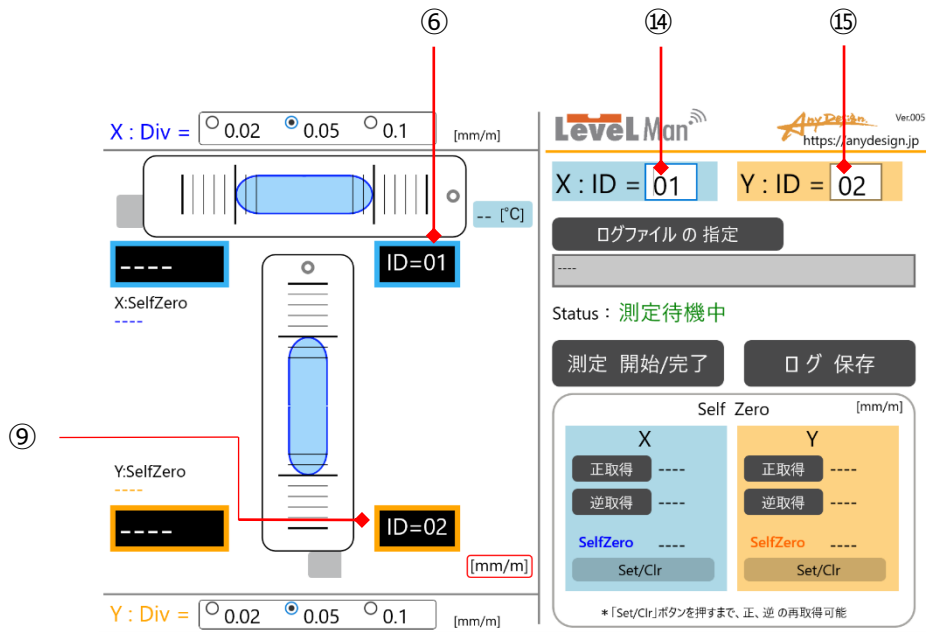 ⑥ ⑭ ⑮
X : Div = 0.02 0.05 0.1 [mm/m]
LeveL Man
AnyDesign. Ver.005
https://anydesign.jp
X : ID = 01 Y : ID = 02
-- [°C]
ログファイル の 指定
----
---- ID=01
X:SelfZero
----
Status : 測定待機中
測定 開始/完了 ログ 保存
Self Zero [mm/m]
X Y
正取得 ---- 正取得 ----
逆取得 ---- 逆取得 ----
SelfZero ---- SelfZero ----
Set/Clr Set/Clr
*「Set/Clr」ボタンを押すまで、正、逆 の再取得可能
⑨
Y:SelfZero
----
---- ID=02
[mm/m]
Y : Div = 0.02 0.05 0.1 [mm/m]